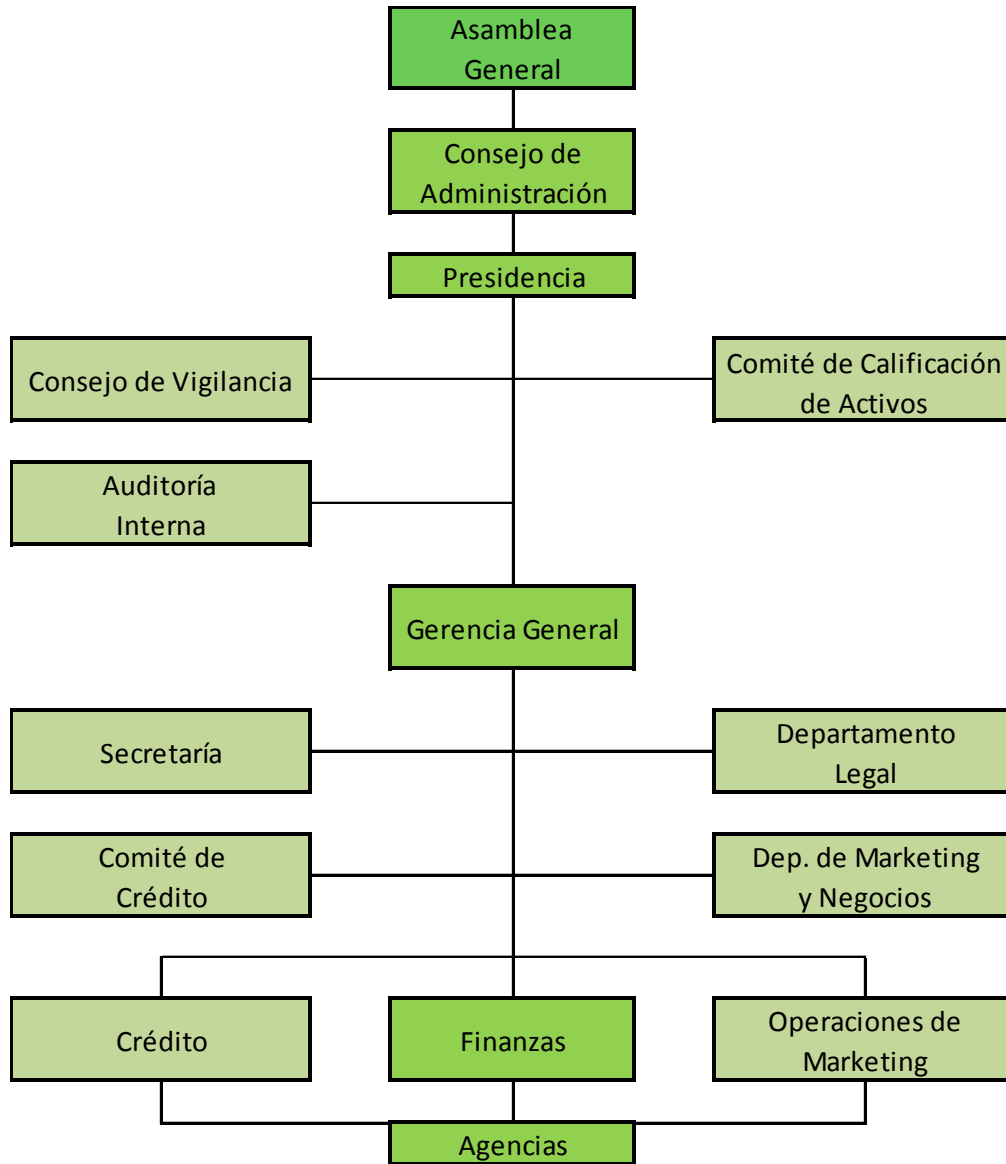 Asamblea
General
Consejo de
Administración
Presidencia
Consejo de Vigilancia
Comité de Calificación
de Activos
Auditoría
Interna
Gerencia General
Secretaría
Departamento
Legal
Comité de
Crédito
Dep. de Marketing
y Negocios
Crédito
Finanzas
Operaciones de
Marketing
Agencias